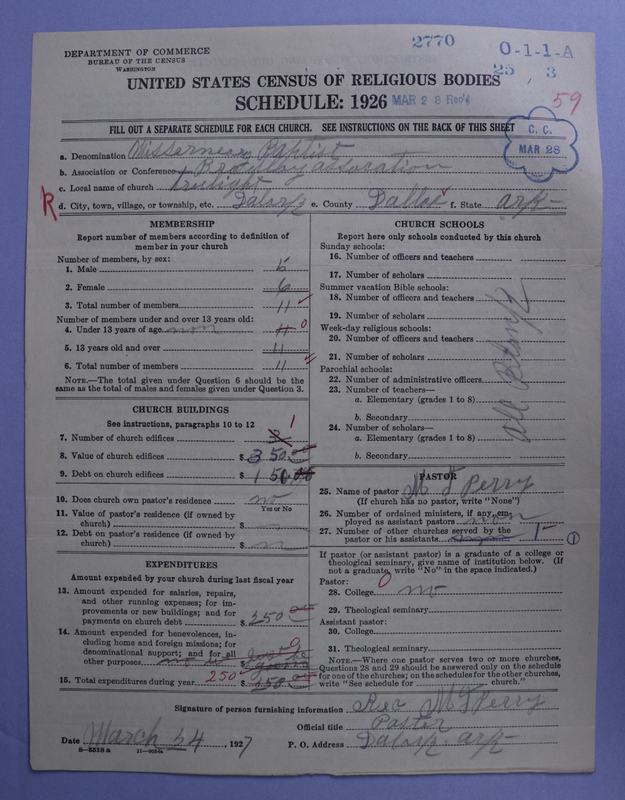 2770
O-1-1-A
25 3
DEPARTMENT OF COMMERCE
BUREAU OF THE CENSUS
WASHINGTON
UNITED STATES CENSUS OF RELIGIOUS BODIES
SCHEDULE: 1926 MAR 28 Rec'd
59
FILL OUT A SEPARATE SCHEDULE FOR EACH CHURCH. SEE INSTRUCTIONS ON THE BACK OF THIS SHEET
C. C.
MAR 28
a. Denomination Baptist
b. Association or Conference
c. Local name of church
R d. City, town, village, or township, etc. Dalark e. County Dallas f. State ark-
MEMBERSHIP
Report number of members according to definition of
member in your church
Number of members, by sex:
1. Male 5
2. Female 6
3. Total number of members 11
Number of members under and over 13 years old:
4. Under 13 years of age non 11 0
5. 13 years old and over 11
6. Total number of members 11
NOTE.—The total given under Question 6 should be the
same as the total of males and females given under Question 3.
CHURCH BUILDINGS
See instructions, paragraphs 10 to 12
7. Number of church edifices 1
8. Value of church edifices $ 350
9. Debt on church edifices $ 150
10. Does church own pastor's residence no
Yes or No
11. Value of pastor's residence (if owned by
church) $
12. Debt on pastor's residence (if owned by
church) $
EXPENDITURES
Amount expended by your church during last fiscal year
13. Amount expended for salaries, repairs,
and other running expenses; for im-
provements or new buildings; and for
payments on church debt $ 250
14. Amount expended for benevolences, in-
cluding home and foreign missions; for
denominational support; and for all
other purposes
15. Total expenditures during year 250 $
CHURCH SCHOOLS
Report here only schools conducted by this church
Sunday schools:
16. Number of officers and teachers
17. Number of scholars
Summer vacation Bible schools:
18. Number of officers and teachers
19. Number of scholars
Week-day religious schools:
20. Number of officers and teachers
21. Number of scholars
Parochial schools:
22. Number of administrative officers
23. Number of teachers—
a. Elementary (grades 1 to 8)
b. Secondary
24. Number of scholars—
a. Elementary (grades 1 to 8)
b. Secondary
PASTOR
25. Name of pastor Perry
(If church has no pastor, write "None")
26. Number of ordained ministers, if any, em-
ployed as assistant pastors non
27. Number of other churches served by the
pastor or his assistants 1- 1
If pastor (or assistant pastor) is a graduate of a college or
theological seminary, give name of institution below. (If
not a graduate, write "No" in the space indicated.)
Pastor:
28. College no
29. Theological seminary
Assistant pastor:
30. College
31. Theological seminary
NOTE.—Where one pastor serves two or more churches,
Questions 28 and 29 should be answered only on the schedule
for one of the churches; on the schedules for the other churches,
write "See schedule for church."
Signature of person furnishing information Rev Perry
Official title Paster
Date March 24, 1927 P. O. Address Dalark, ark-
8-5518 a